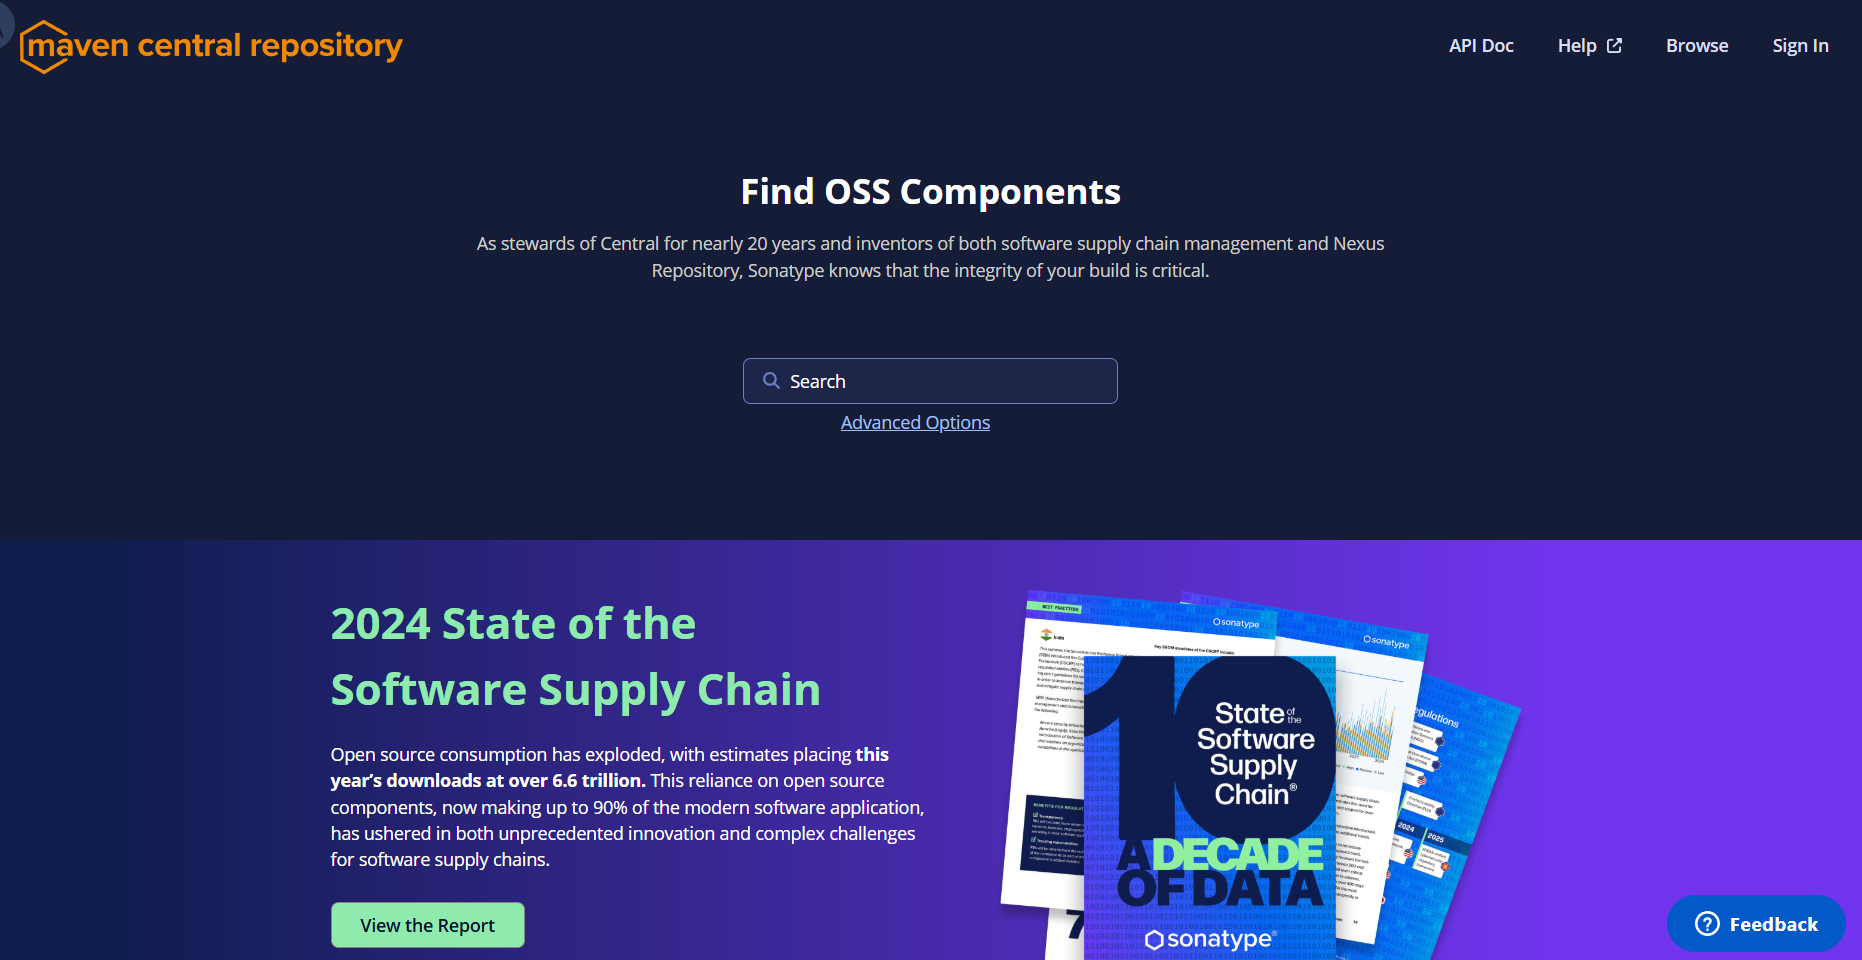 maven central repository
API Doc
Help
Browse
Sign In
Find OSS Components
As stewards of Central for nearly 20 years and inventors of both software supply chain management and Nexus
Repository, Sonatype knows that the integrity of your build is critical.
Search
Advanced Options
2024 State of the
Software Supply Chain
Open source consumption has exploded, with estimates placing this
year’s downloads at over 6.6 trillion. This reliance on open source
components, now making up to 90% of the modern software application,
has ushered in both unprecedented innovation and complex challenges
for software supply chains.
View the Report
BEST PRACTICES
sonatype
India
sonatype
10
State of the
Software
Supply
Chain®
A DECADE
OF DATA
sonatype
2024
2025
7
Feedback